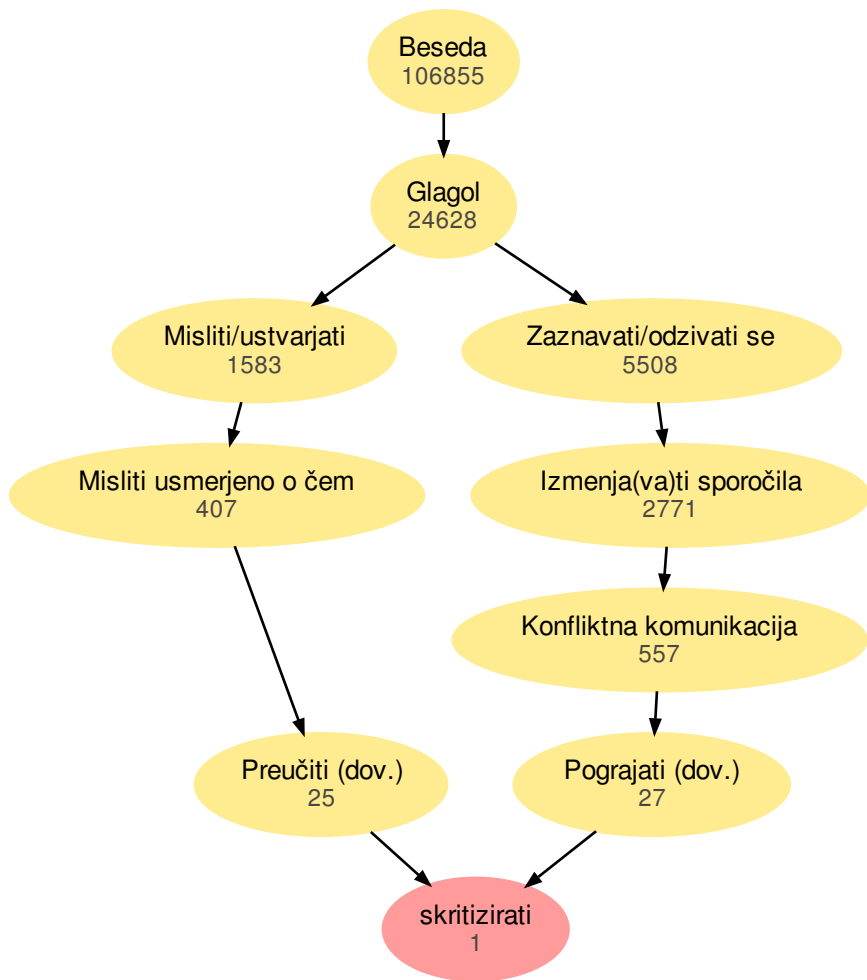 Beseda
106855
Glagol
24628
Misliti/ustvarjati
1583
Zaznavati/odzivati se
5508
Misliti usmerjeno o čem
407
Izmenja(va)ti sporočila
2771
Konfliktna komunikacija
557
Preučiti (dov.)
25
Pograjati (dov.)
27
skritizirati
1